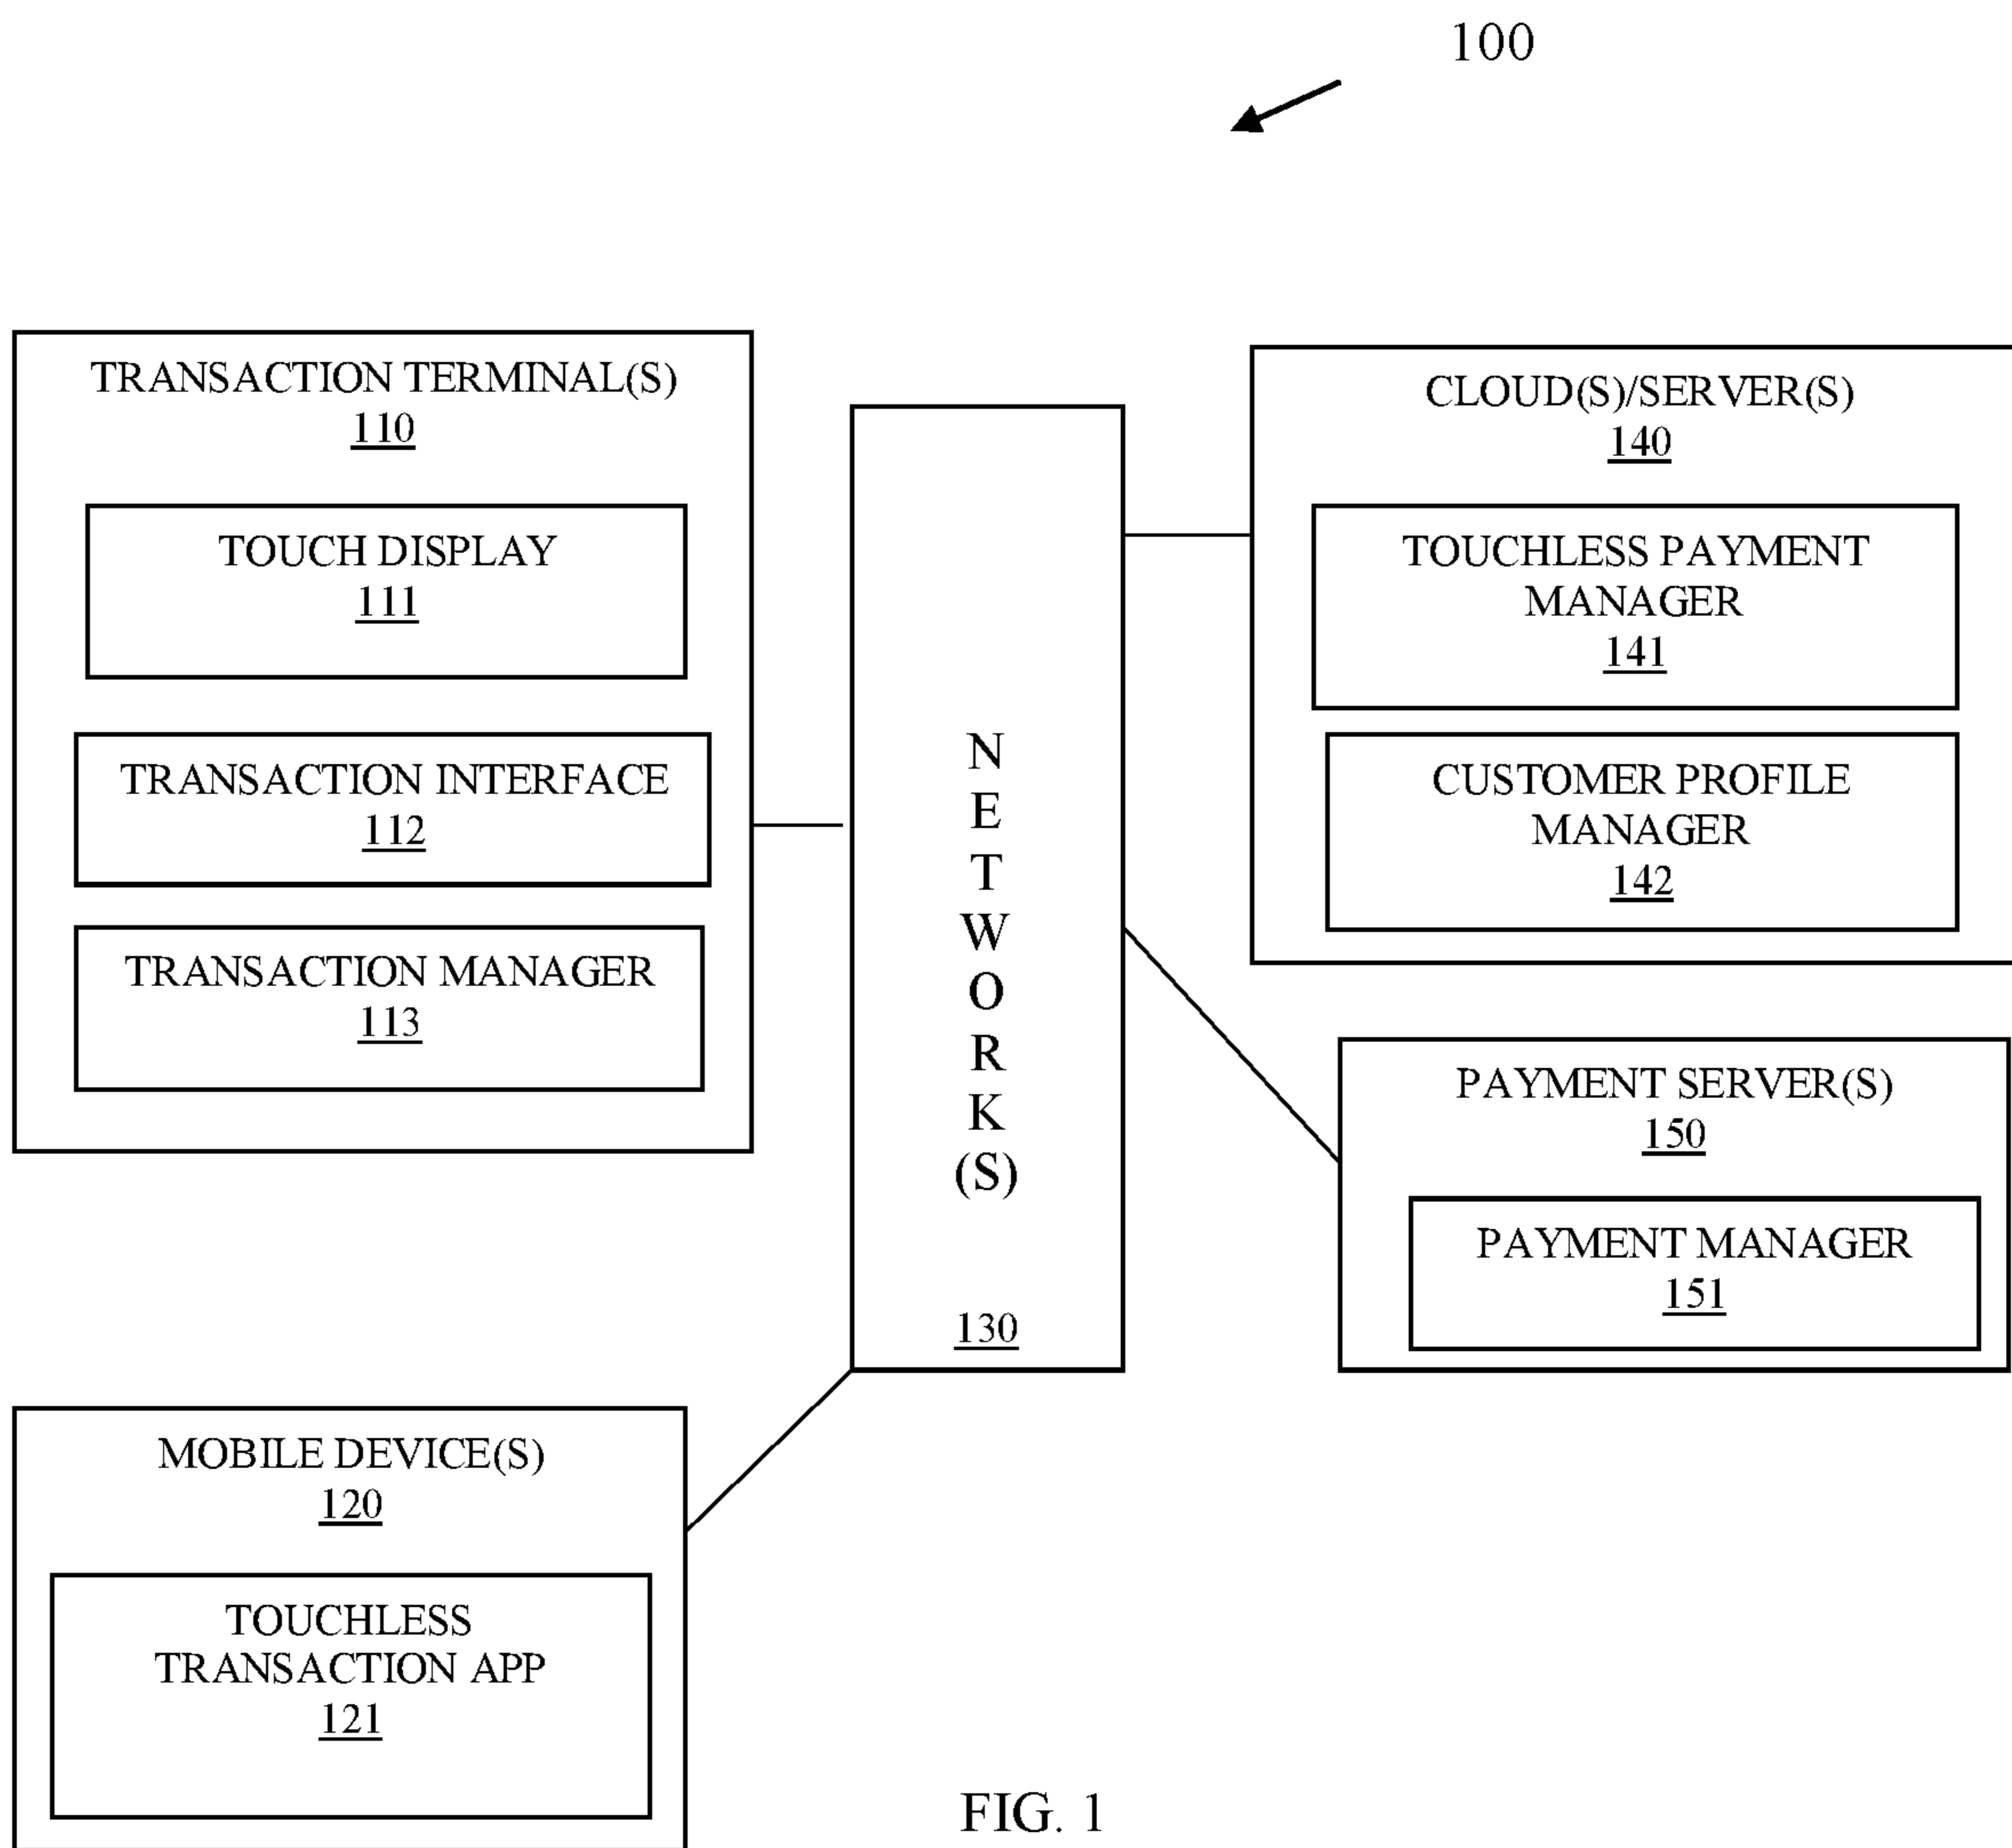 100
TRANSACTION TERMINAL(S)
110
TOUCH DISPLAY
111
TRANSACTION INTERFACE
112
TRANSACTION MANAGER
113
MOBILE DEVICE(S)
120
TOUCHLESS
TRANSACTION APP
121
NETWORK(S)
130
CLOUD(S)/SERVER(S)
140
TOUCHLESS PAYMENT
MANAGER
141
CUSTOMER PROFILE
MANAGER
142
PAYMENT SERVER(S)
150
PAYMENT MANAGER
151
FIG. 1